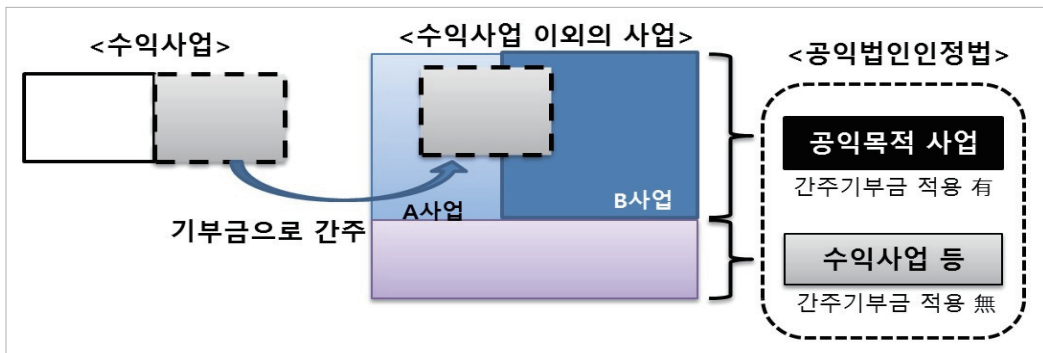 <수익사업>
<수익사업 이외의 사업>
<공익법인인정법>
공익목적 사업
간주기부금 적용 有
A사업
B사업
기부금으로 간주
수익사업 등
간주기부금 적용 無